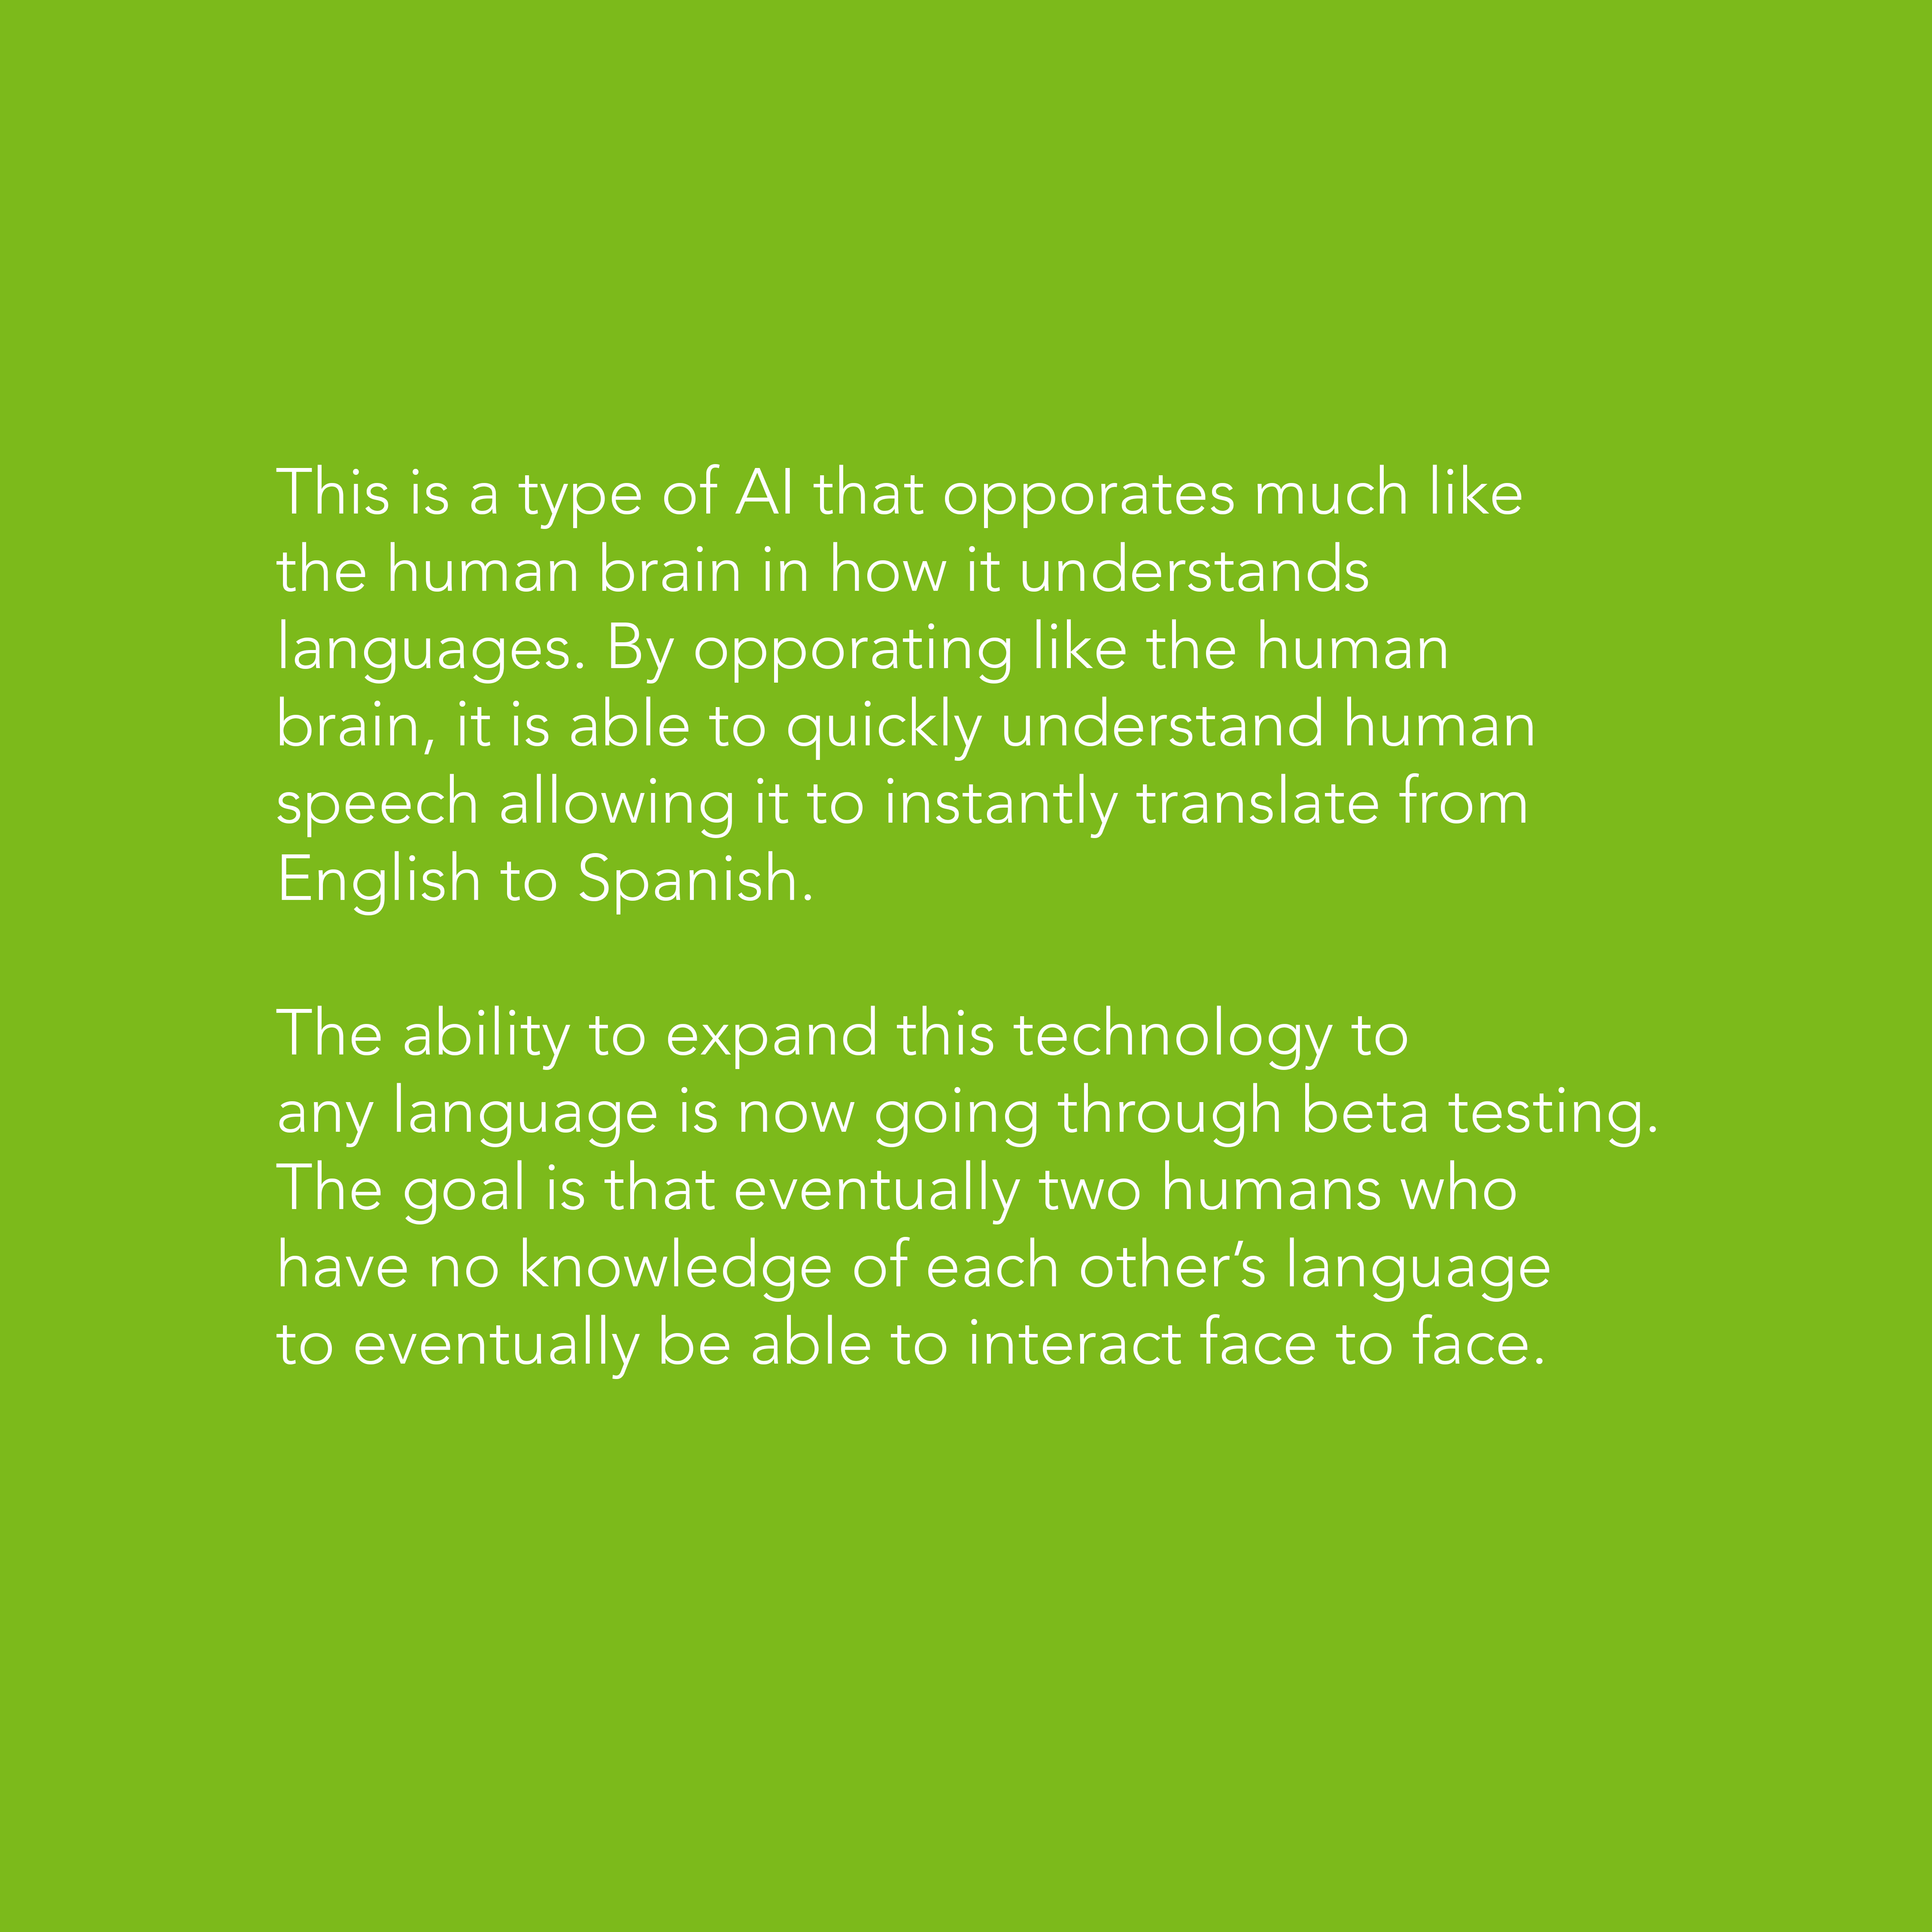 This is a type of AI that opporates much like
the human brain in how it understands
languages. By opporating like the human
brain, it is able to quickly understand human
speech allowing it to instantly translate from
English to Spanish.
The ability to expand this technology to
any language is now going through beta testing.
The goal is that eventually two humans who
have no knowledge of each other’s language
to eventually be able to interact face to face.